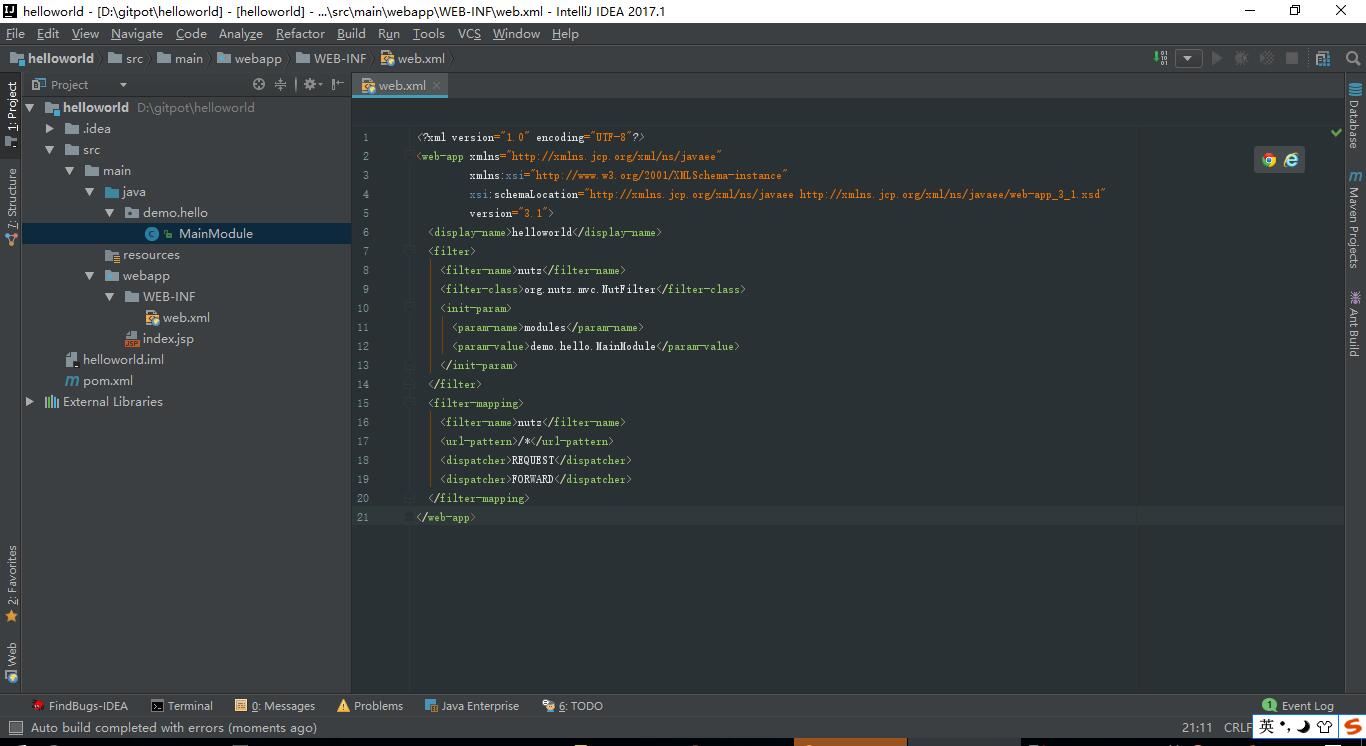 helloworld - [D:\gitpot\helloworld] - [helloworld] - ...\src\main\webapp\WEB-INF\web.xml - IntelliJ IDEA 2017.1
File Edit View Navigate Code Analyze Refactor Build Run Tools VCS Window Help
helloworld src main webapp WEB-INF web.xml
Project
web.xml
1: Project
7: Structure
2: Favorites
Web
helloworld D:\gitpot\helloworld
.idea
src
main
java
demo.hello
MainModule
resources
webapp
WEB-INF
web.xml
index.jsp
helloworld.iml
pom.xml
External Libraries
1 <?xml version="1.0" encoding="UTF-8"?>
2 <web-app xmlns="http://xmlns.jcp.org/xml/ns/javaee"
3 xmlns:xsi="http://www.w3.org/2001/XMLSchema-instance"
4 xsi:schemaLocation="http://xmlns.jcp.org/xml/ns/javaee http://xmlns.jcp.org/xml/ns/javaee/web-app_3_1.xsd"
5 version="3.1">
6 <display-name>helloworld</display-name>
7 <filter>
8 <filter-name>nutz</filter-name>
9 <filter-class>org.nutz.mvc.NutFilter</filter-class>
10 <init-param>
11 <param-name>modules</param-name>
12 <param-value>demo.hello.MainModule</param-value>
13 </init-param>
14 </filter>
15 <filter-mapping>
16 <filter-name>nutz</filter-name>
17 <url-pattern>/*</url-pattern>
18 <dispatcher>REQUEST</dispatcher>
19 <dispatcher>FORWARD</dispatcher>
20 </filter-mapping>
21 </web-app>
Database
Maven Projects
Ant Build
FindBugs-IDEA Terminal 0: Messages Problems Java Enterprise 6: TODO 1 Event Log
Auto build completed with errors (moments ago) 21:11 CRLF 英